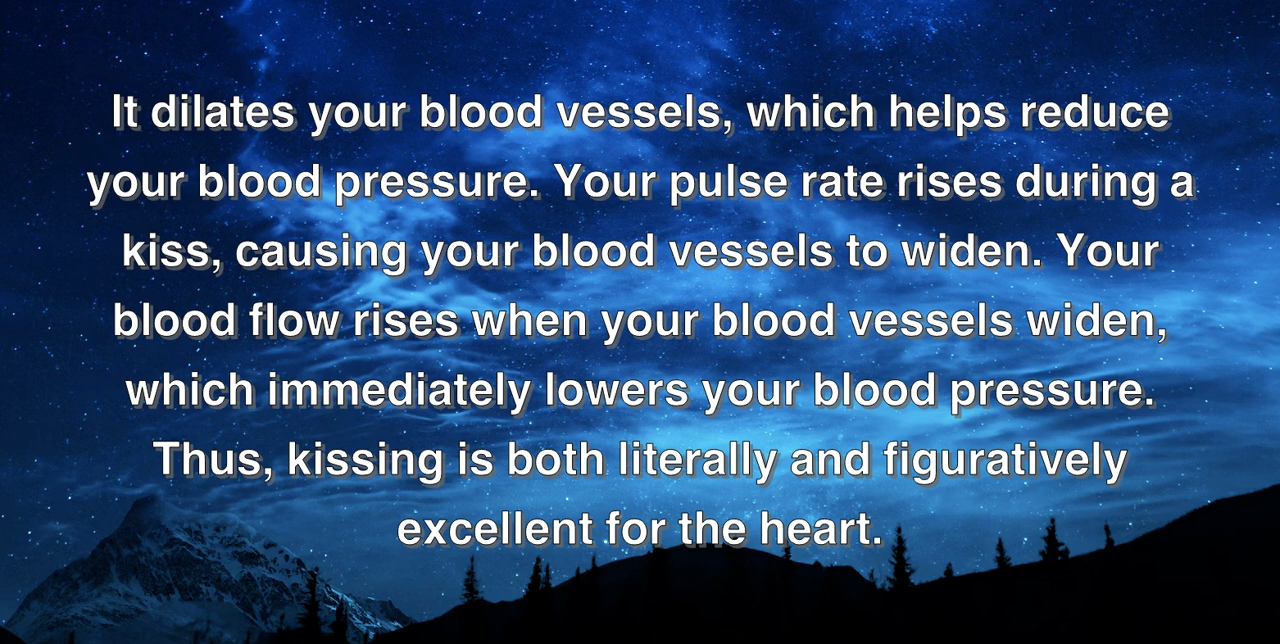 It dilates your blood vessels, which helps reduce
your blood pressure. Your pulse rate rises during a
kiss, causing your blood vessels to widen. Your
blood flow rises when your blood vessels widen,
which immediately lowers your blood pressure.
Thus, kissing is both literally and figuratively
excellent for the heart.